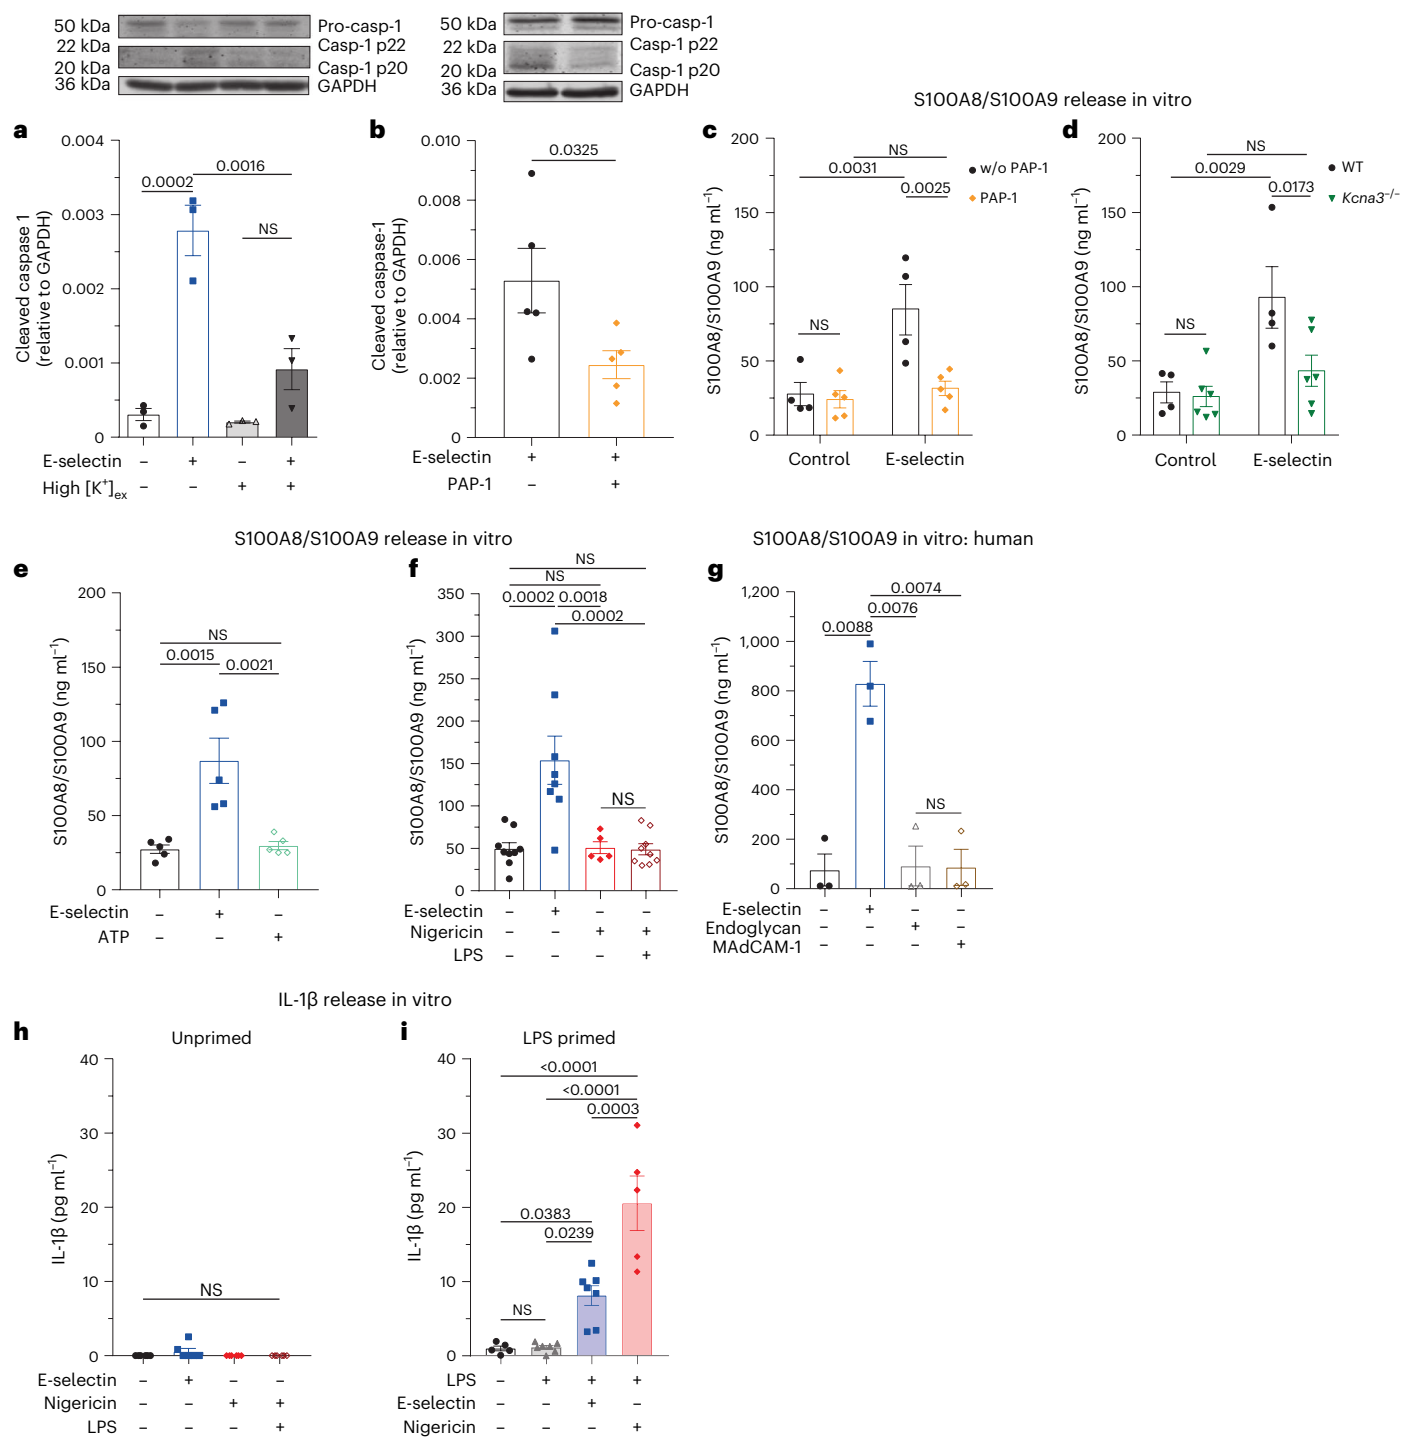 50 kDa
Pro-casp-1
22 kDa
Casp-1 p22
20 kDa
Casp-1 p20
36 kDa
GAPDH
50 kDa
Pro-casp-1
22 kDa
Casp-1 p22
20 kDa
Casp-1 p20
36 kDa
GAPDH
a
0.004
0.003
0.002
0.001
0
Cleaved caspase 1
(relative to GAPDH)
0.0016
0.0002
NS
E-selectin – + – +
High [K⁺]ex – – + +
b
0.010
0.008
0.006
0.004
0.002
0
Cleaved caspase-1
(relative to GAPDH)
0.0325
E-selectin + +
PAP-1 – +
S100A8/S100A9 release in vitro
c
200
150
100
50
0
S100A8/S100A9 (ng ml⁻¹)
NS
0.0031
0.0025
NS
w/o PAP-1
PAP-1
Control E-selectin
d
200
150
100
50
0
S100A8/S100A9 (ng ml⁻¹)
NS
0.0029
0.0173
NS
WT
Kcna3⁻/⁻
Control E-selectin
S100A8/S100A9 release in vitro
e
200
150
100
50
0
S100A8/S100A9 (ng ml⁻¹)
NS
0.0015
0.0021
E-selectin – + –
ATP – – +
f
350
300
250
200
150
100
50
0
S100A8/S100A9 (ng ml⁻¹)
NS
NS
0.0002 0.0018
0.0002
NS
E-selectin – + – –
Nigericin – – + +
LPS – – – +
S100A8/S100A9 in vitro: human
g
1,200
1,000
800
600
400
200
0
S100A8/S100A9 (ng ml⁻¹)
0.0074
0.0076
0.0088
NS
E-selectin – + – –
Endoglycan – – + –
MAdCAM-1 – – – +
IL-1β release in vitro
h
Unprimed
40
30
20
10
0
IL-1β (pg ml⁻¹)
NS
E-selectin – + – –
Nigericin – – + +
LPS – – – +
i
LPS primed
40
30
20
10
0
IL-1β (pg ml⁻¹)
<0.0001
<0.0001
0.0003
0.0383
0.0239
NS
LPS – + + +
E-selectin – – + –
Nigericin – – – +